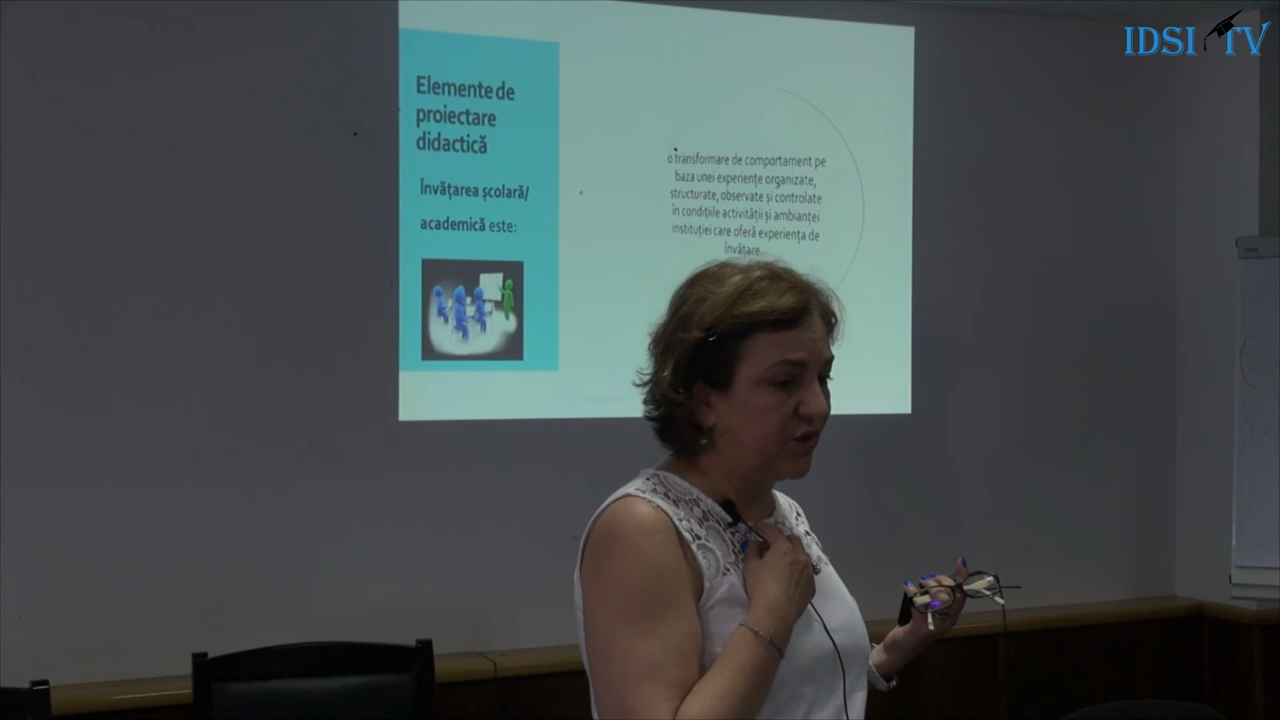 IDSI TV
Elemente de
proiectare
didactică
Învățarea școlară/
academică este:
o transformare de comportament pe
baza unei experiențe organizate,
structurate, observate și controlate
în condițiile activității și ambianței
instituției care oferă experiența de
învățare